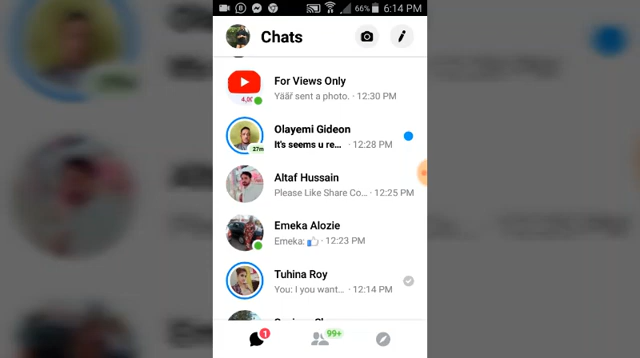 66% 6:14 PM
Chats
For Views Only
Yäář sent a photo. · 12:30 PM
Olayemi Gideon
It's seems u re... · 12:28 PM
27m
Altaf Hussain
Please Like Share Co... · 12:25 PM
Emeka Alozie
Emeka: 👍 · 12:23 PM
Tuhina Roy
You: I you want... · 12:14 PM
1
99+